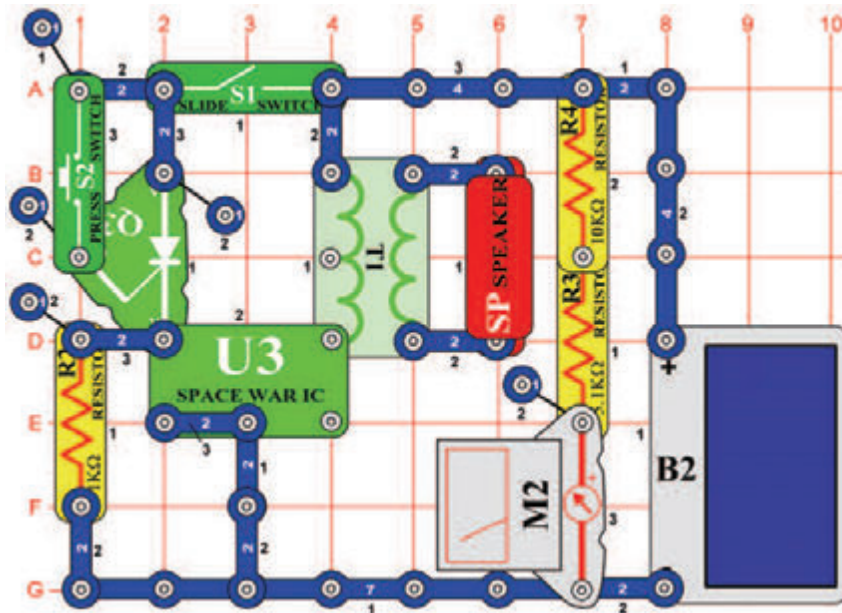 1 2 3 4 5 6 7 8 9 10
A
B
C
D
E
F
G
S1
SLIDE SWITCH
S2
PRESS SWITCH
Q3
U3
SPACE WAR IC
T1
SP SPEAKER
R4
RESISTOR
10KΩ
R3
RESISTOR
5.1KΩ
R2
RESISTOR
1KΩ
M2
+
B2
+
-
1
1
2
2
3
3
2
2
1
2
2
3
4
1
2
1
2
2
2
2
1
1
2
4
2
1
2
2
1
2
3
2
2
1
2
1
2
3
2
1
2
2
2
7
1
3
2
2